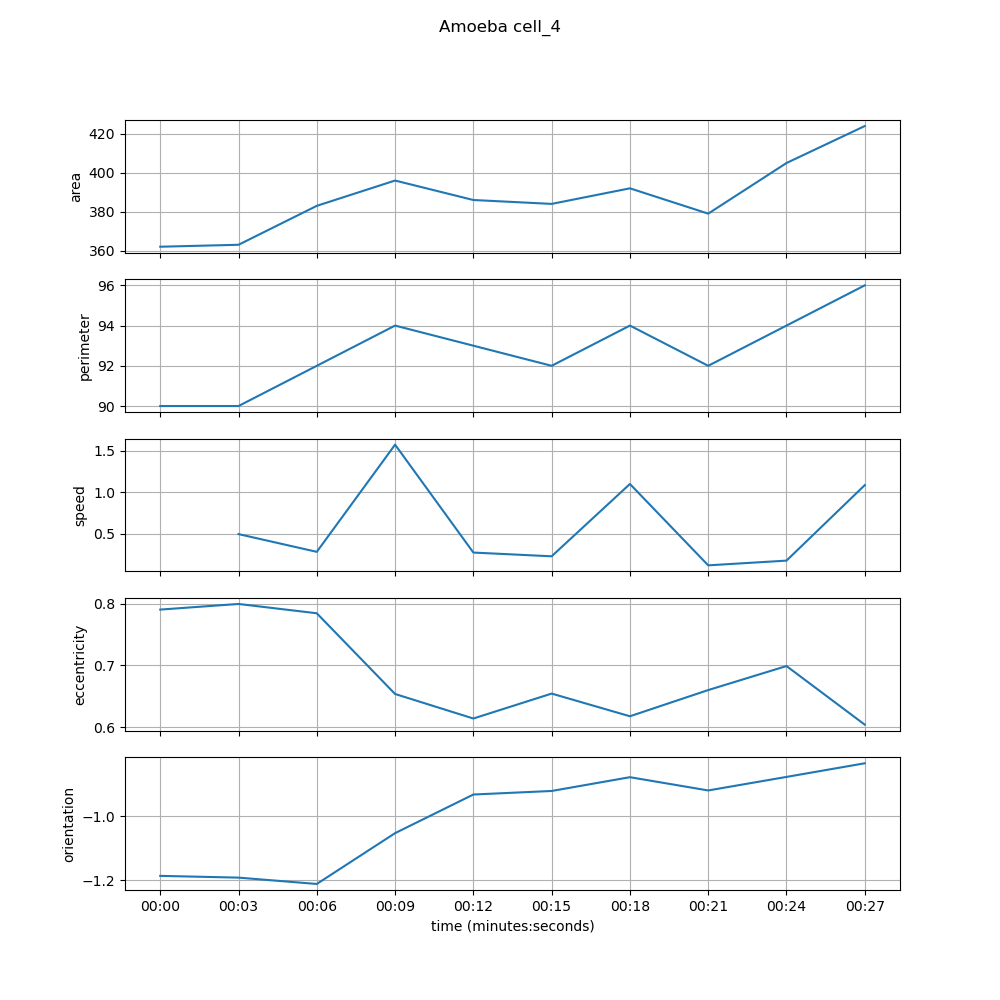 Amoeba cell_4
420
400
380
360
area
96
94
92
90
perimeter
1.5
1.0
0.5
speed
0.8
0.7
0.6
eccentricity
−1.0
−1.2
orientation
00:00 00:03 00:06 00:09 00:12 00:15 00:18 00:21 00:24 00:27
time (minutes:seconds)